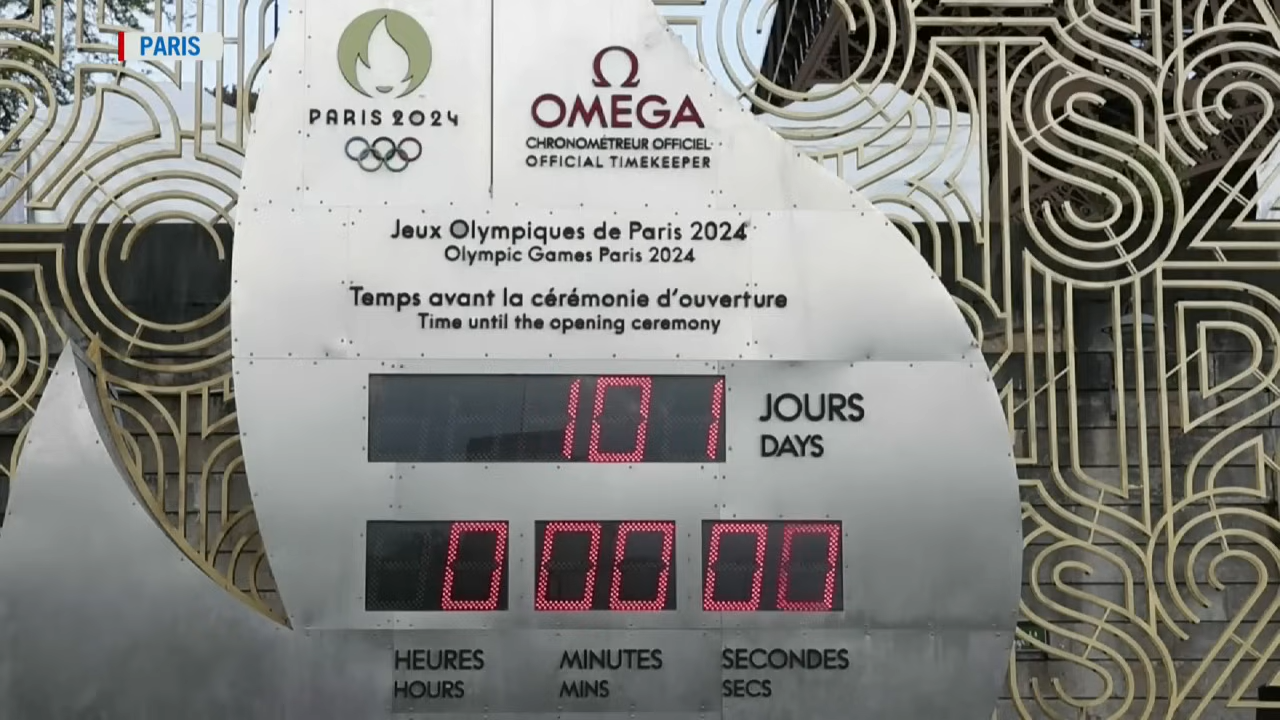 PARIS
PARIS 2024
Ω
OMEGA
CHRONOMÉTREUR OFFICIEL
OFFICIAL TIMEKEEPER
Jeux Olympiques de Paris 2024
Olympic Games Paris 2024
Temps avant la cérémonie d'ouverture
Time until the opening ceremony
101
JOURS
DAYS
0 00 00
HEURES MINUTES SECONDES
HOURS MINS SECS